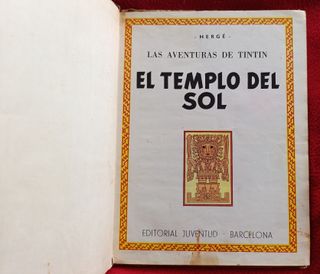 - HERGÉ -
LAS AVENTURAS DE TINTIN
EL TEMPLO DEL
SOL
EDITORIAL JUVENTUD - BARCELONA